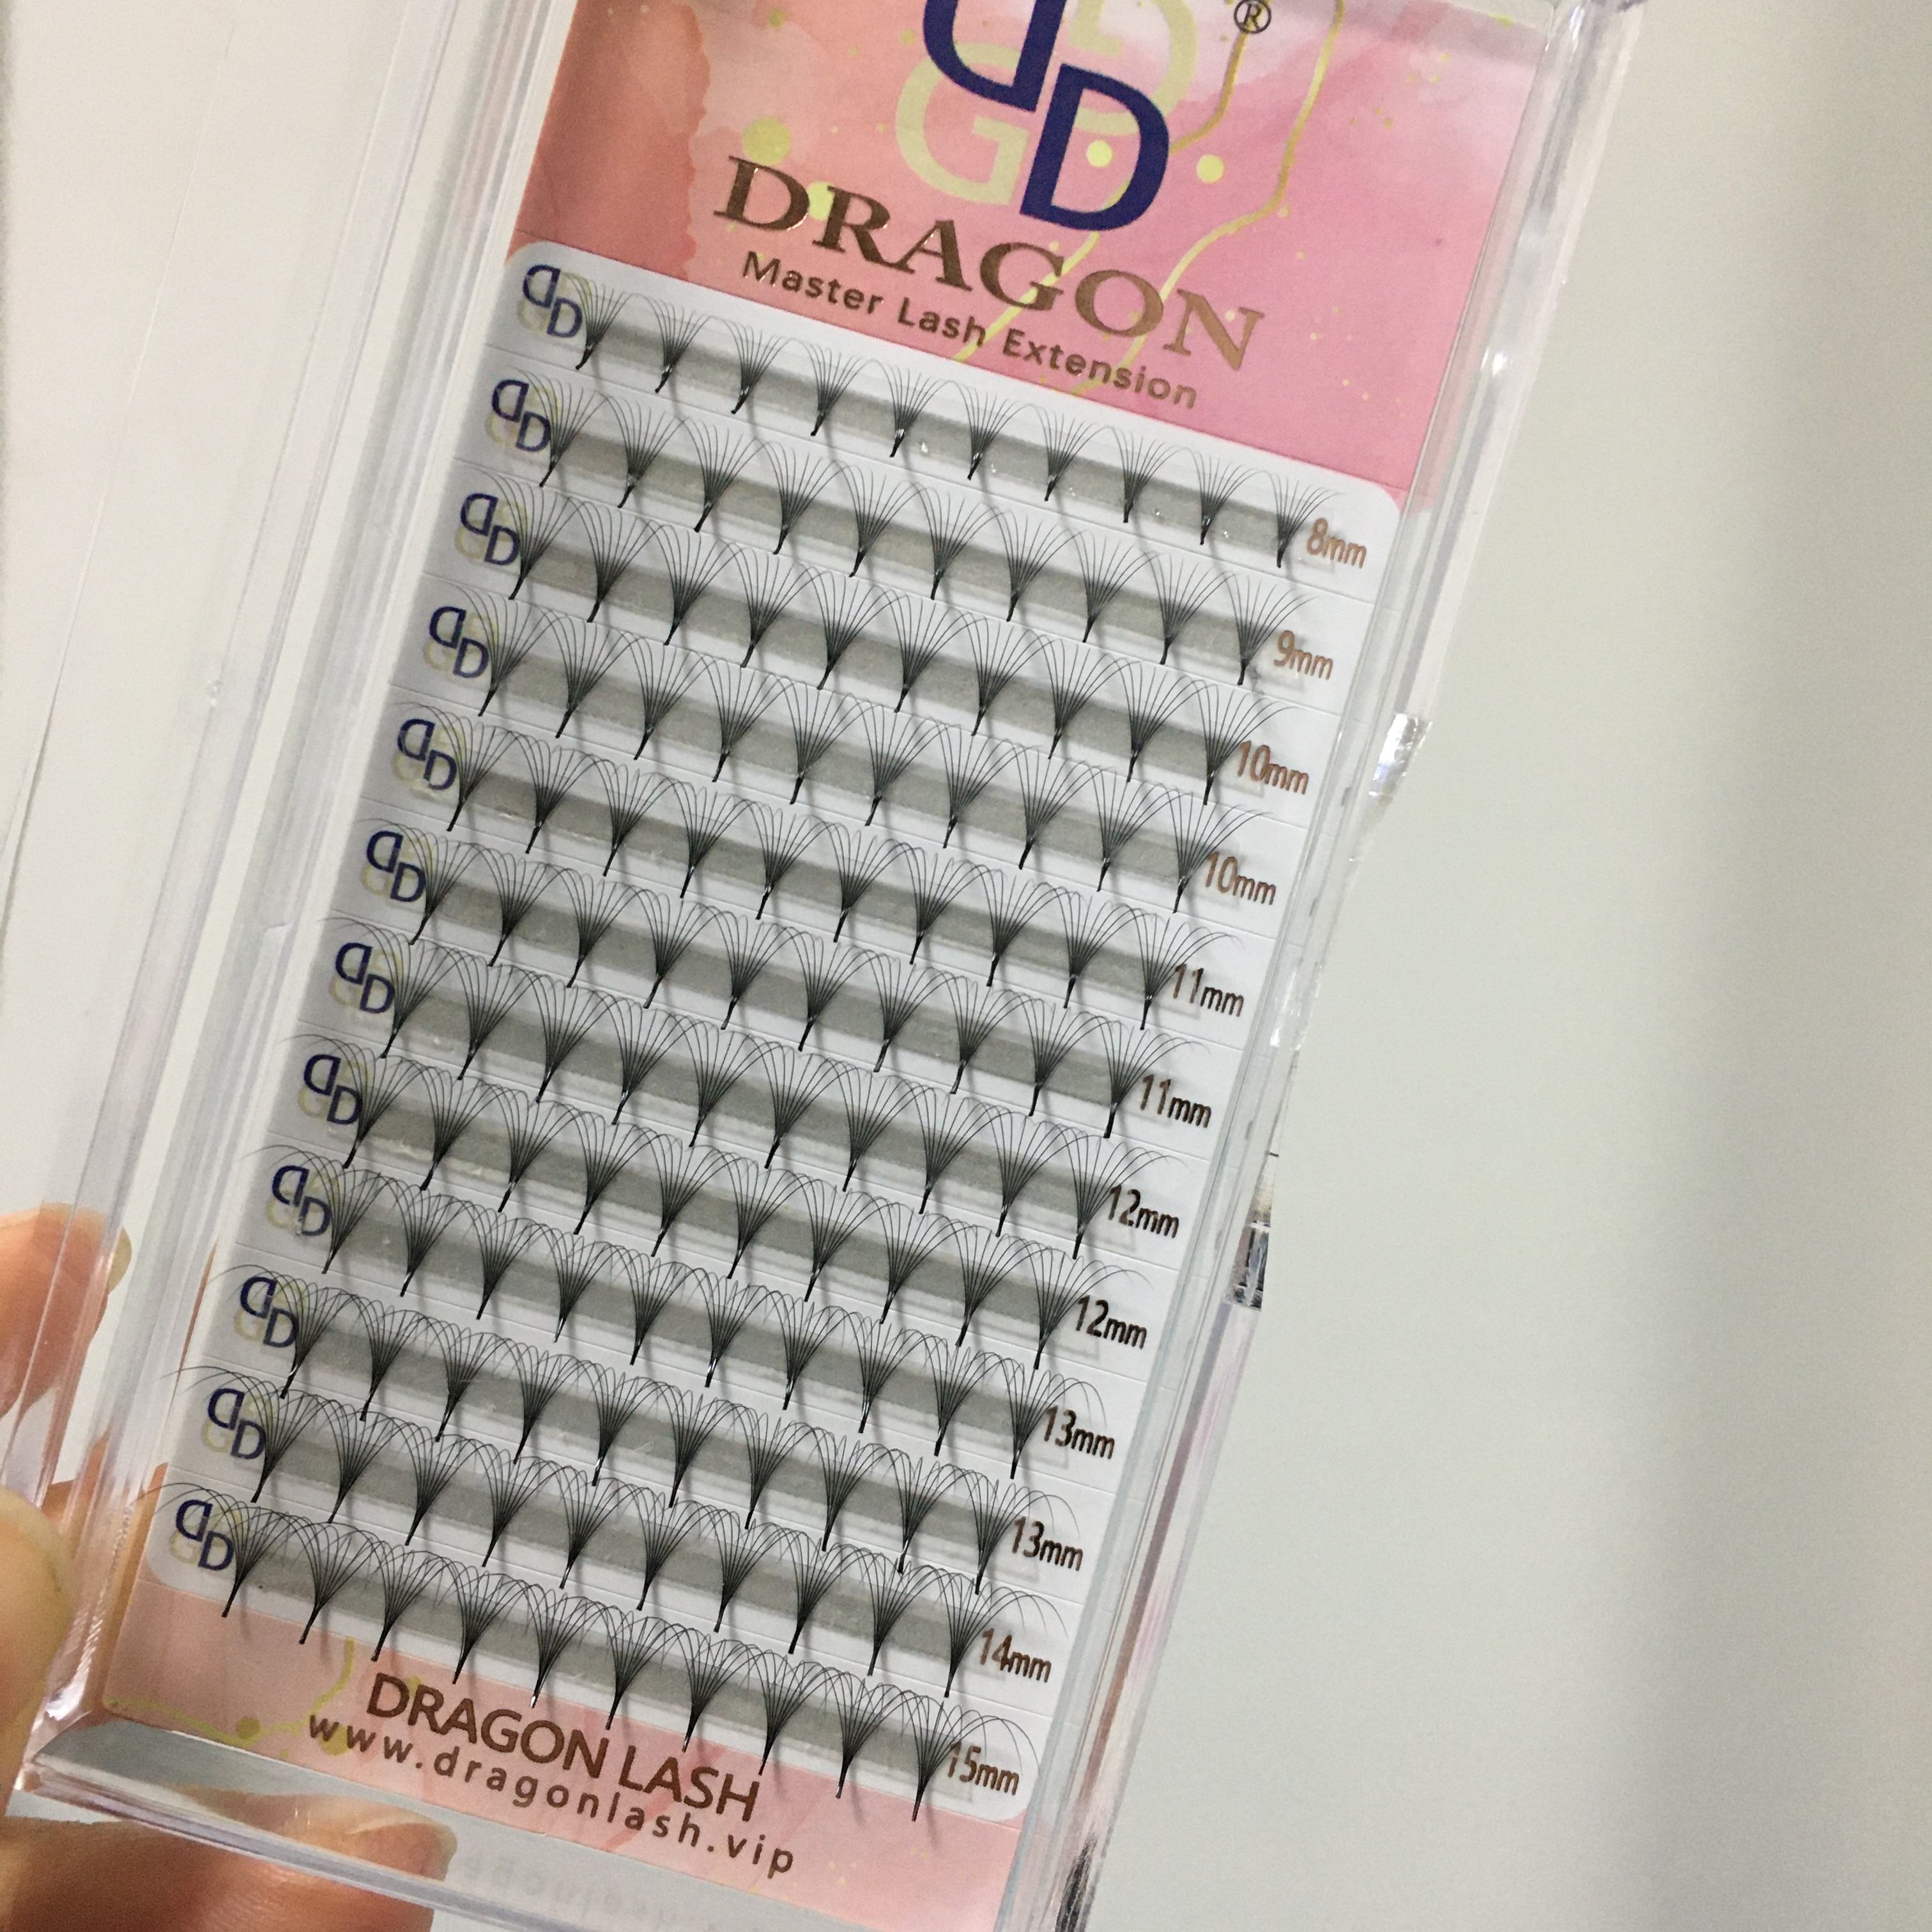 ®
DRAGON
Master Lash Extension
8mm
9mm
10mm
10mm
11mm
11mm
12mm
12mm
13mm
13mm
14mm
15mm
DRAGON LASH
www.dragonlash.vip